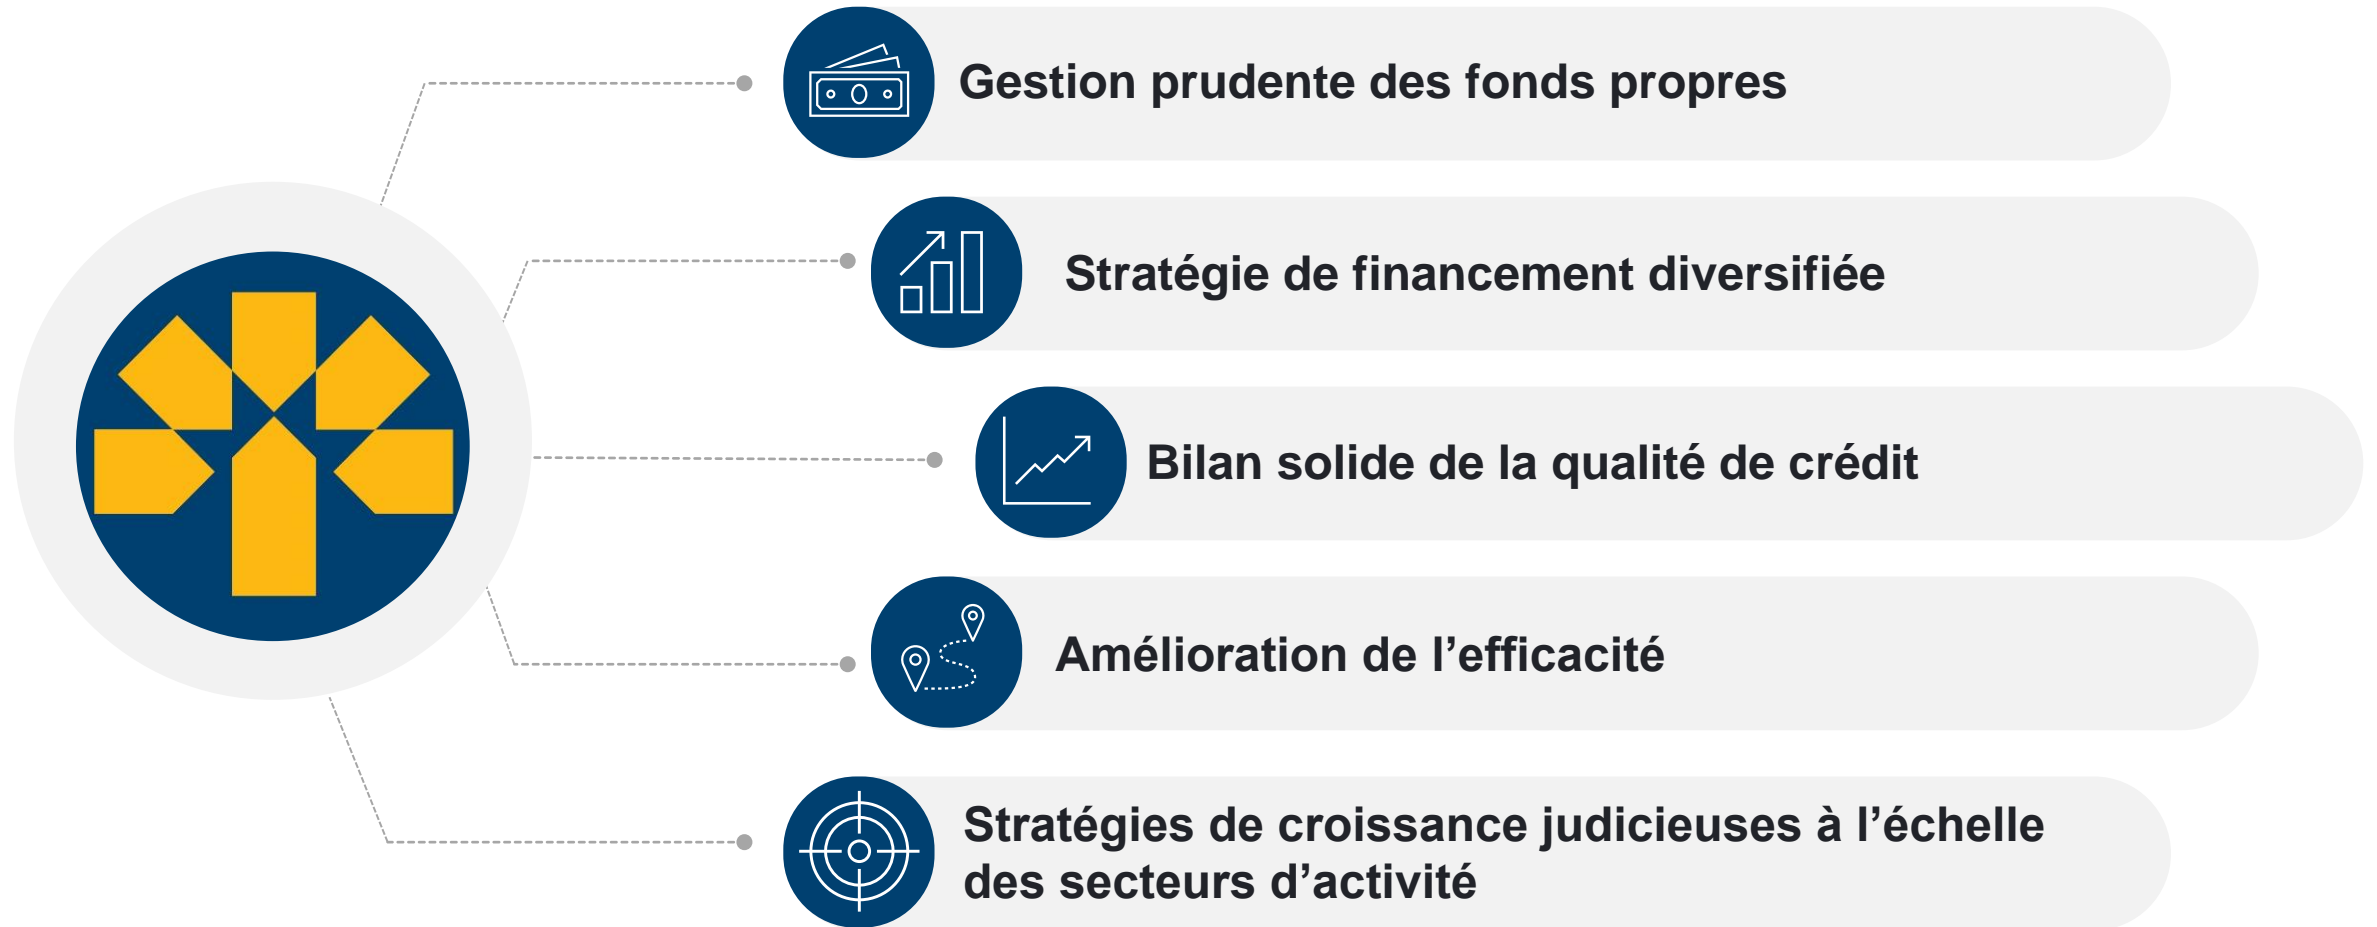 Gestion prudente des fonds propres
Stratégie de financement diversifiée
Bilan solide de la qualité de crédit
Amélioration de l’efficacité
Stratégies de croissance judicieuses à l’échelle
des secteurs d’activité